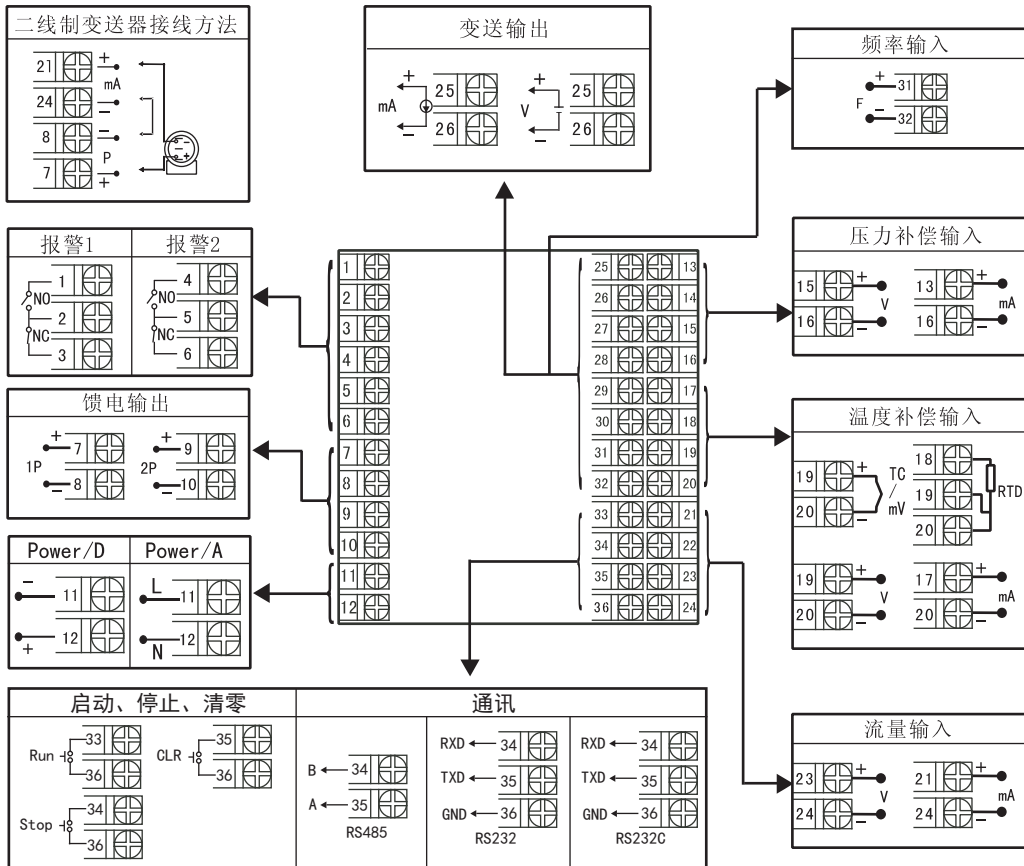 二线制变送器接线方法
21 +
mA
24 −
8 −
P
7 +
变送输出
+ 25
mA
− 26
+ 25
V
− 26
频率输入
+ 31
F
− 32
报警1
1
NO
2
NC
3
报警2
4
NO
5
NC
6
馈电输出
+ 7
1P
− 8
+ 9
2P
− 10
Power/D
− 11
+ 12
Power/A
L 11
N 12
1
2
3
4
5
6
7
8
9
10
11
12
25 13
26 14
27 15
28 16
29 17
30 18
31 19
32 20
33 21
34 22
35 23
36 24
压力补偿输入
15 +
V
16 −
13 +
mA
16 −
温度补偿输入
19 +
TC
/
mV
20 −
18
19
RTD
20
19 +
V
20 −
17 +
mA
20 −
流量输入
23 +
V
24 −
21 +
mA
24 −
启动、停止、清零
33
Run
36
35
CLR
36
34
Stop
36
通讯
B 34
A 35
RS485
RXD 34
TXD 35
GND 36
RS232
RXD 34
TXD 35
GND 36
RS232C